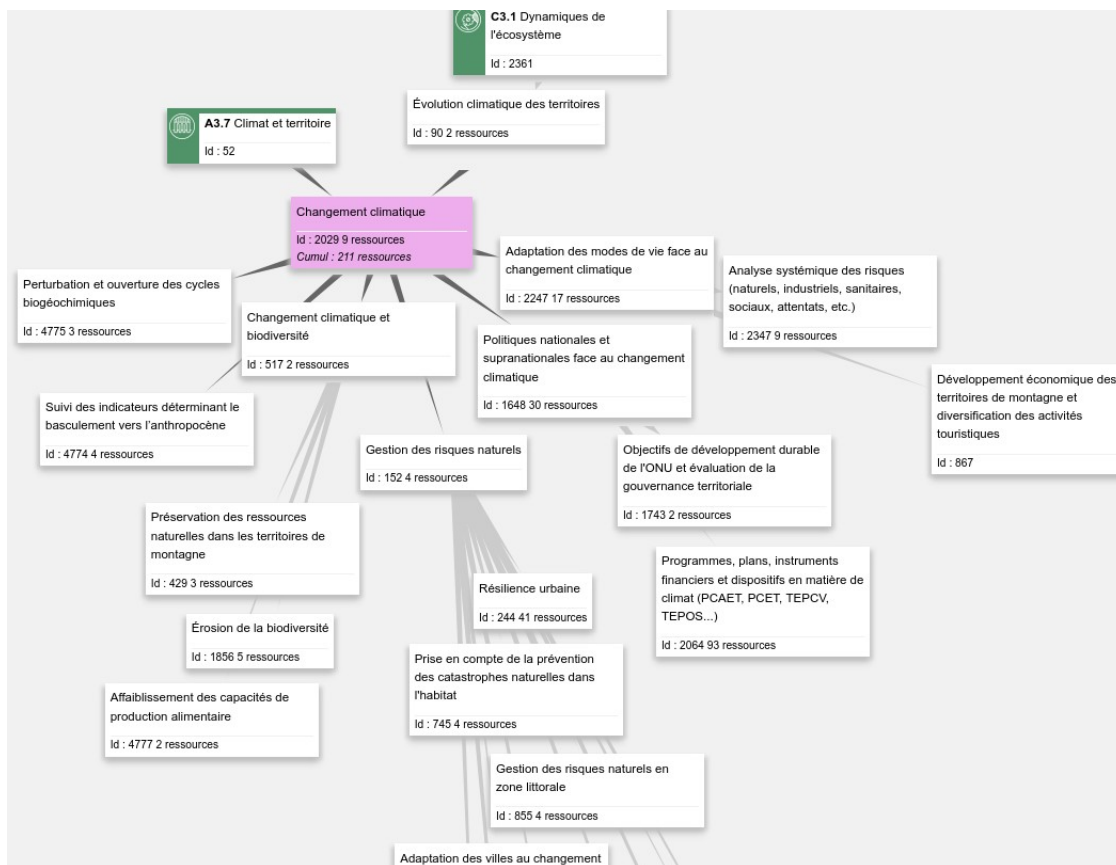 C3.1 Dynamiques de
l'écosystème
Id : 2361
Évolution climatique des territoires
Id : 90 2 ressources
A3.7 Climat et territoire
Id : 52
Changement climatique
Id : 2029 9 ressources
Cumul : 211 ressources
Adaptation des modes de vie face au
changement climatique
Id : 2247 17 ressources
Analyse systémique des risques
(naturels, industriels, sanitaires,
sociaux, attentats, etc.)
Id : 2347 9 ressources
Perturbation et ouverture des cycles
biogéochimiques
Id : 4775 3 ressources
Changement climatique et
biodiversité
Id : 517 2 ressources
Politiques nationales et
supranationales face au changement
climatique
Id : 1648 30 ressources
Développement économique des
territoires de montagne et
diversification des activités
touristiques
Id : 867
Suivi des indicateurs déterminant le
basculement vers l'anthropocène
Id : 4774 4 ressources
Gestion des risques naturels
Id : 152 4 ressources
Objectifs de développement durable
de l'ONU et évaluation de la
gouvernance territoriale
Id : 1743 2 ressources
Préservation des ressources
naturelles dans les territoires de
montagne
Id : 429 3 ressources
Programmes, plans, instruments
financiers et dispositifs en matière de
climat (PCAET, PCET, TEPCV,
TEPOS...)
Id : 2064 93 ressources
Résilience urbaine
Id : 244 41 ressources
Érosion de la biodiversité
Id : 1856 5 ressources
Prise en compte de la prévention
des catastrophes naturelles dans
l'habitat
Id : 745 4 ressources
Affaiblissement des capacités de
production alimentaire
Id : 4777 2 ressources
Gestion des risques naturels en
zone littorale
Id : 855 4 ressources
Adaptation des villes au changement